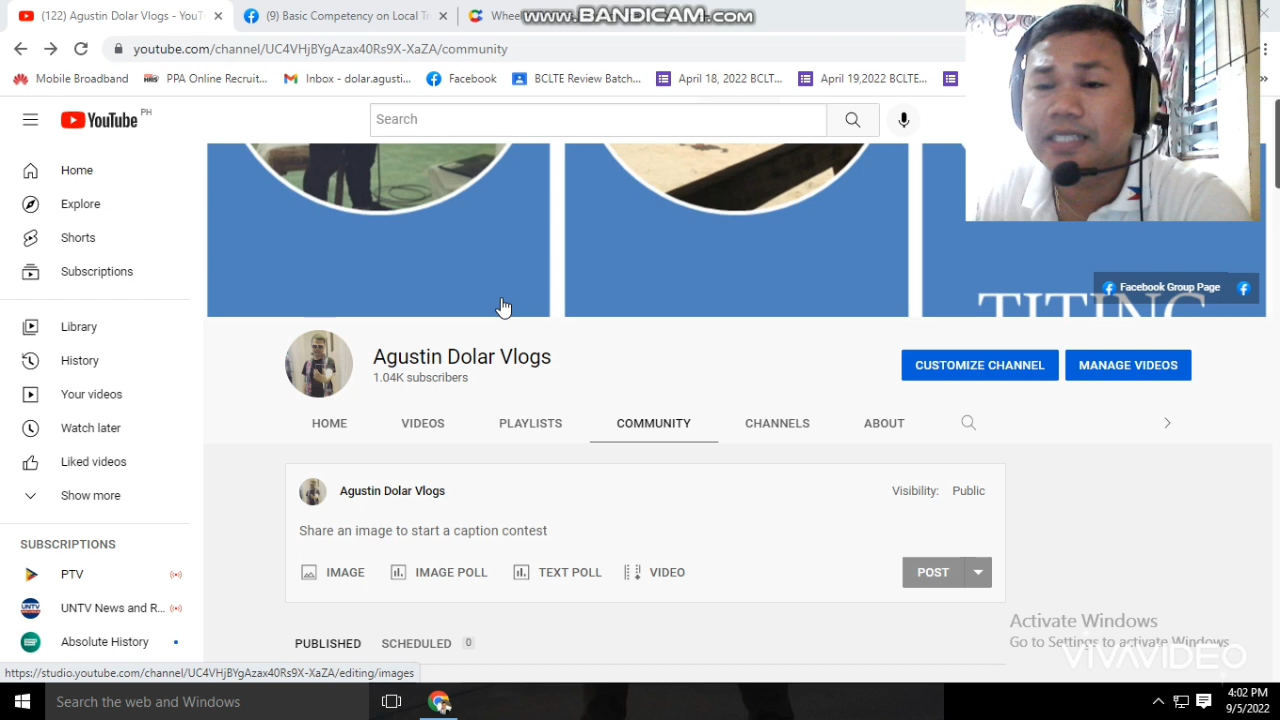 (122) Agustin Dolar Vlogs - YouT
(9) Basic Competency on Local Tr
Whee
www.BANDICAM.com
youtube.com/channel/UC4VHjBYgAzax40Rs9X-XaZA/community
Mobile Broadband
PPA Online Recruit...
Inbox - dolar.agusti...
Facebook
BCLTE Review Batch...
April 18, 2022 BCLT...
April 19,2022 BCLTE...
YouTube PH
Search
Home
Explore
Shorts
Subscriptions
Library
History
Your videos
Watch later
Liked videos
Show more
SUBSCRIPTIONS
PTV
UNTV News and R...
Absolute History
Facebook Group Page
Agustin Dolar Vlogs
1.04K subscribers
CUSTOMIZE CHANNEL
MANAGE VIDEOS
HOME
VIDEOS
PLAYLISTS
COMMUNITY
CHANNELS
ABOUT
Agustin Dolar Vlogs
Visibility: Public
Share an image to start a caption contest
IMAGE
IMAGE POLL
TEXT POLL
VIDEO
POST
PUBLISHED
SCHEDULED 0
Activate Windows
Go to Settings to activate Windows.
VIVAVIDEO
https://studio.youtube.com/channel/UC4VHjBYgAzax40Rs9X-XaZA/editing/images
Search the web and Windows
4:02 PM
9/5/2022